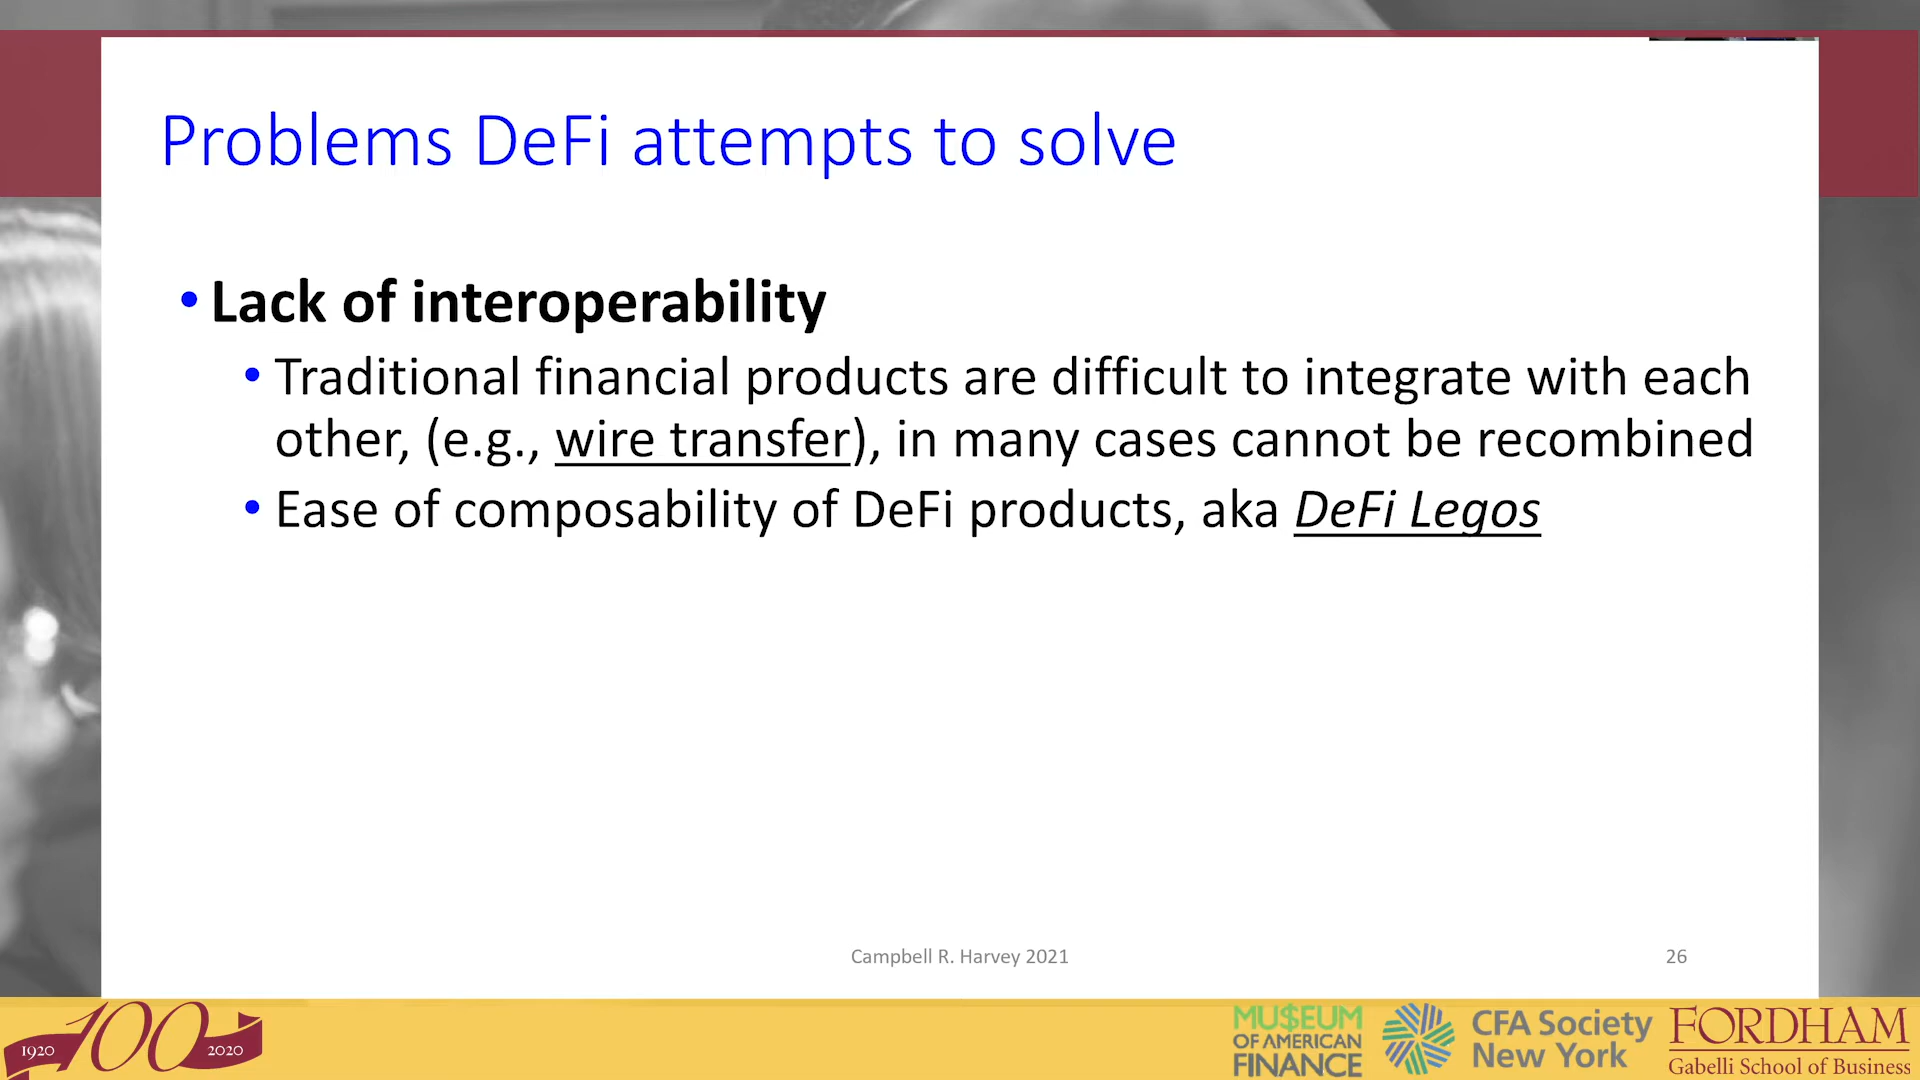 Problems DeFi attempts to solve
• Lack of interoperability
• Traditional financial products are difficult to integrate with each
other, (e.g., wire transfer), in many cases cannot be recombined
• Ease of composability of DeFi products, aka DeFi Legos
Campbell R. Harvey 2021
26
1920 100 2020
MU$EUM
OF AMERICAN
FINANCE
CFA Society
New York
FORDHAM
Gabelli School of Business